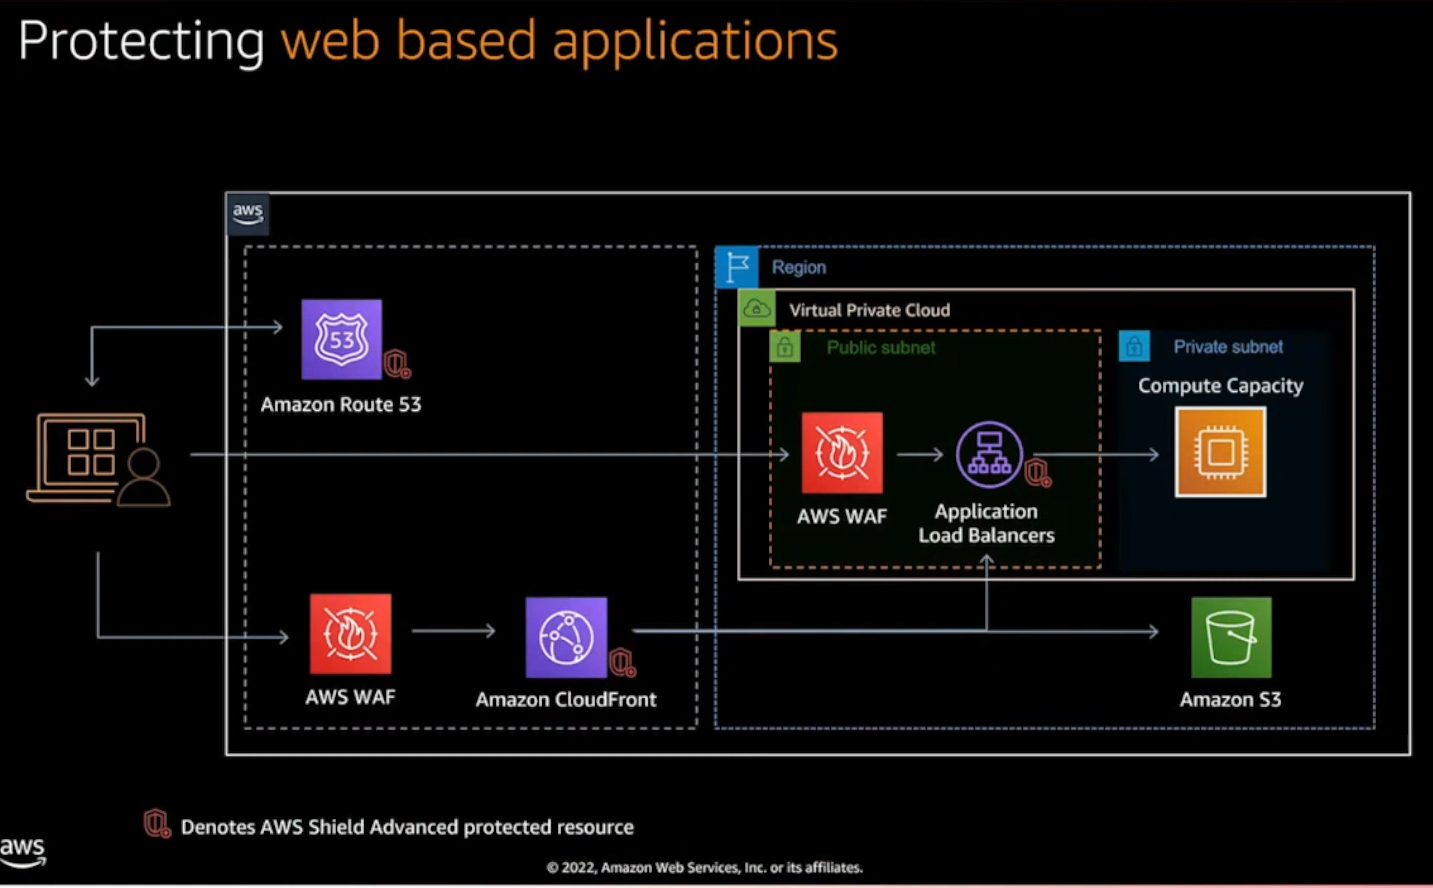 Protecting web based applications
aws
Region
Virtual Private Cloud
Public subnet
Private subnet
Compute Capacity
53
Amazon Route 53
AWS WAF
Application
Load Balancers
AWS WAF
Amazon CloudFront
Amazon S3
Denotes AWS Shield Advanced protected resource
aws
© 2022, Amazon Web Services, Inc. or its affiliates.